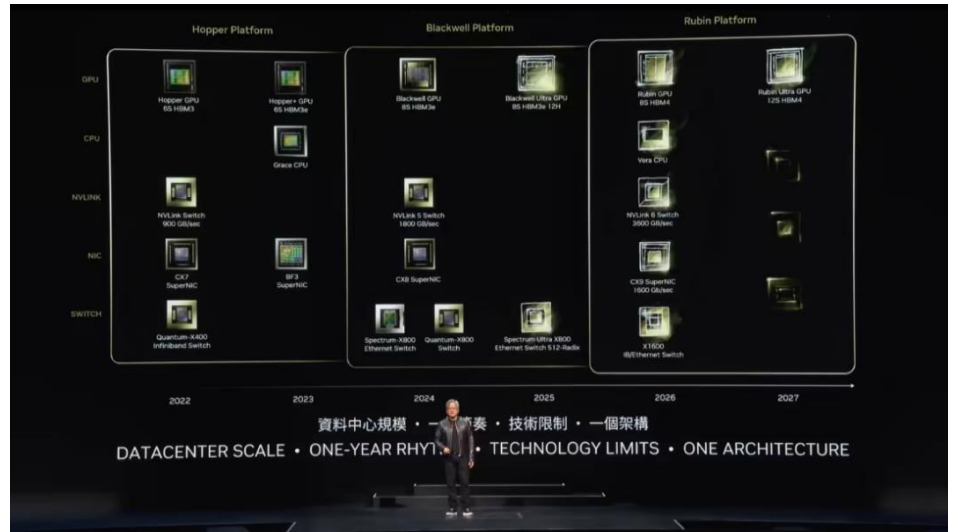 Hopper Platform
Blackwell Platform
Rubin Platform
GPU
Hopper GPU
6S HBM3
Hopper+ GPU
6S HBM3e
Blackwell GPU
8S HBM3e
Blackwell Ultra GPU
8S HBM3e 12H
Rubin GPU
8S HBM4
Rubin Ultra GPU
12S HBM4
CPU
Grace CPU
Vera CPU
NVLINK
NVLink Switch
900 GB/sec
NVLink 5 Switch
1800 GB/sec
NVLink 6 Switch
3600 GB/sec
NIC
CX7
SuperNIC
BF3
SuperNIC
CX8 SuperNIC
CX9 SuperNIC
1600 Gb/sec
SWITCH
Quantum-X400
Infiniband Switch
Spectrum-X800
Ethernet Switch
Quantum-X800
Switch
Spectrum-Ultra X800
Ethernet Switch 512-Radix
X1600
IB/Ethernet Switch
2022
2023
2024
2025
2026
2027
資料中心規模 • 一 奏 • 技術限制 • 一個架構
DATACENTER SCALE • ONE-YEAR RHYT • TECHNOLOGY LIMITS • ONE ARCHITECTURE